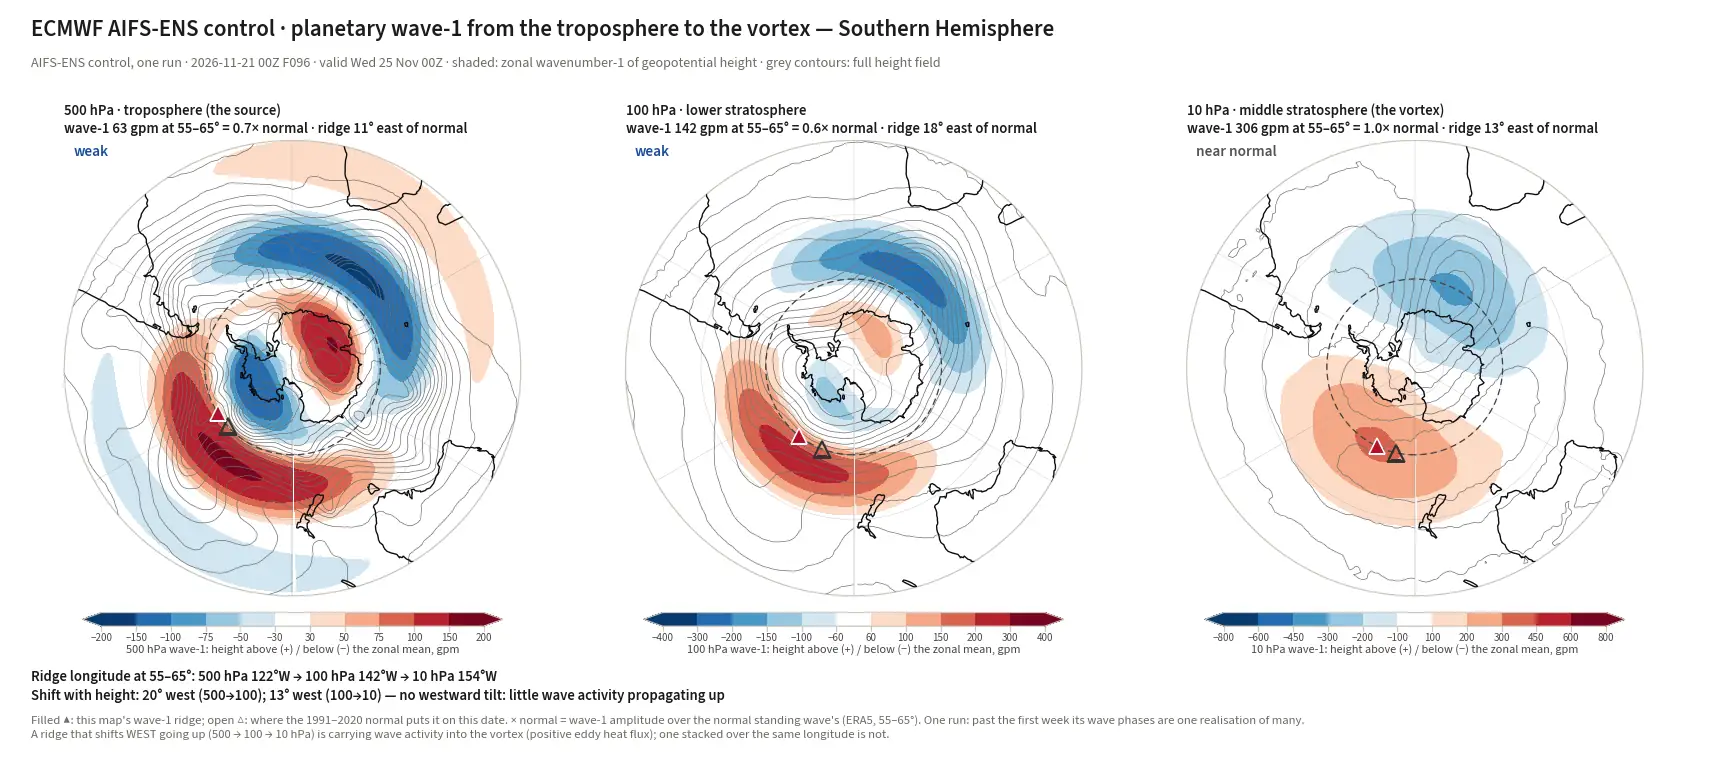 ECMWF AIFS-ENS control · planetary wave-1 from the troposphere to the vortex — Southern Hemisphere
AIFS-ENS control, one run · 2026-11-21 00Z F096 · valid Wed 25 Nov 00Z · shaded: zonal wavenumber-1 of geopotential height · grey contours: full height field
500 hPa · troposphere (the source)
wave-1 63 gpm at 55–65° = 0.7× normal · ridge 11° east of normal
weak
100 hPa · lower stratosphere
wave-1 142 gpm at 55–65° = 0.6× normal · ridge 18° east of normal
weak
10 hPa · middle stratosphere (the vortex)
wave-1 306 gpm at 55–65° = 1.0× normal · ridge 13° east of normal
near normal
−200 −150 −100 −75 −50 −30 30 50 75 100 150 200
500 hPa wave-1: height above (+) / below (−) the zonal mean, gpm
−400 −300 −200 −150 −100 −60 60 100 150 200 300 400
100 hPa wave-1: height above (+) / below (−) the zonal mean, gpm
−800 −600 −450 −300 −200 −100 100 200 300 450 600 800
10 hPa wave-1: height above (+) / below (−) the zonal mean, gpm
Ridge longitude at 55–65°: 500 hPa 122°W → 100 hPa 142°W → 10 hPa 154°W
Shift with height: 20° west (500→100); 13° west (100→10) — no westward tilt: little wave activity propagating up
Filled ▲: this map's wave-1 ridge; open △: where the 1991–2020 normal puts it on this date. × normal = wave-1 amplitude over the normal standing wave's (ERA5, 55–65°). One run: past the first week its wave phases are one realisation of many.
A ridge that shifts WEST going up (500 → 100 → 10 hPa) is carrying wave activity into the vortex (positive eddy heat flux); one stacked over the same longitude is not.